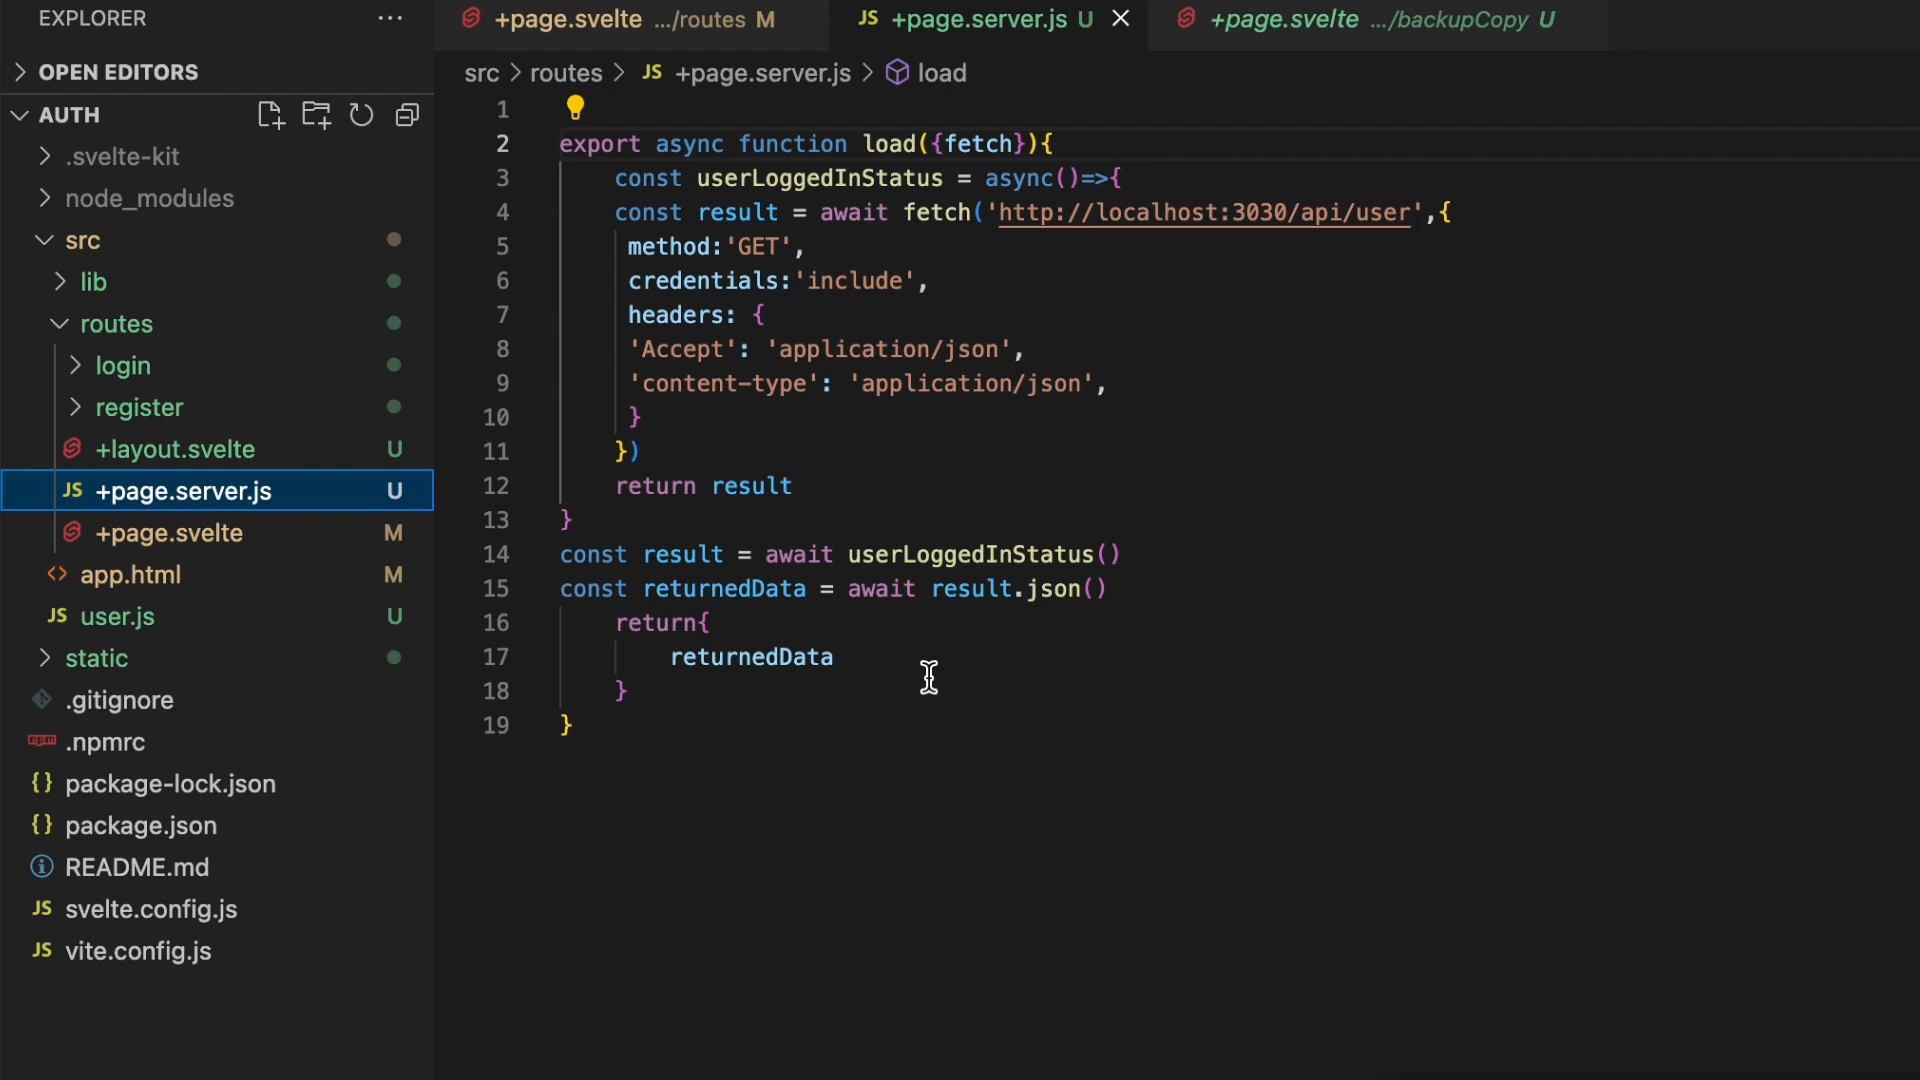 EXPLORER
OPEN EDITORS
AUTH
.svelte-kit
node_modules
src
lib
routes
login
register
+layout.svelte U
JS +page.server.js U
+page.svelte M
app.html M
JS user.js U
static
.gitignore
npm .npmrc
{} package-lock.json
{} package.json
README.md
JS svelte.config.js
JS vite.config.js
+page.svelte .../routes M
JS +page.server.js U
+page.svelte .../backupCopy U
src > routes > JS +page.server.js > load
1
2 export async function load({fetch}){
3 const userLoggedInStatus = async()=>{
4 const result = await fetch('http://localhost:3030/api/user',{
5 method:'GET',
6 credentials:'include',
7 headers: {
8 'Accept': 'application/json',
9 'content-type': 'application/json',
10 }
11 })
12 return result
13 }
14 const result = await userLoggedInStatus()
15 const returnedData = await result.json()
16 return{
17 returnedData
18 }
19 }